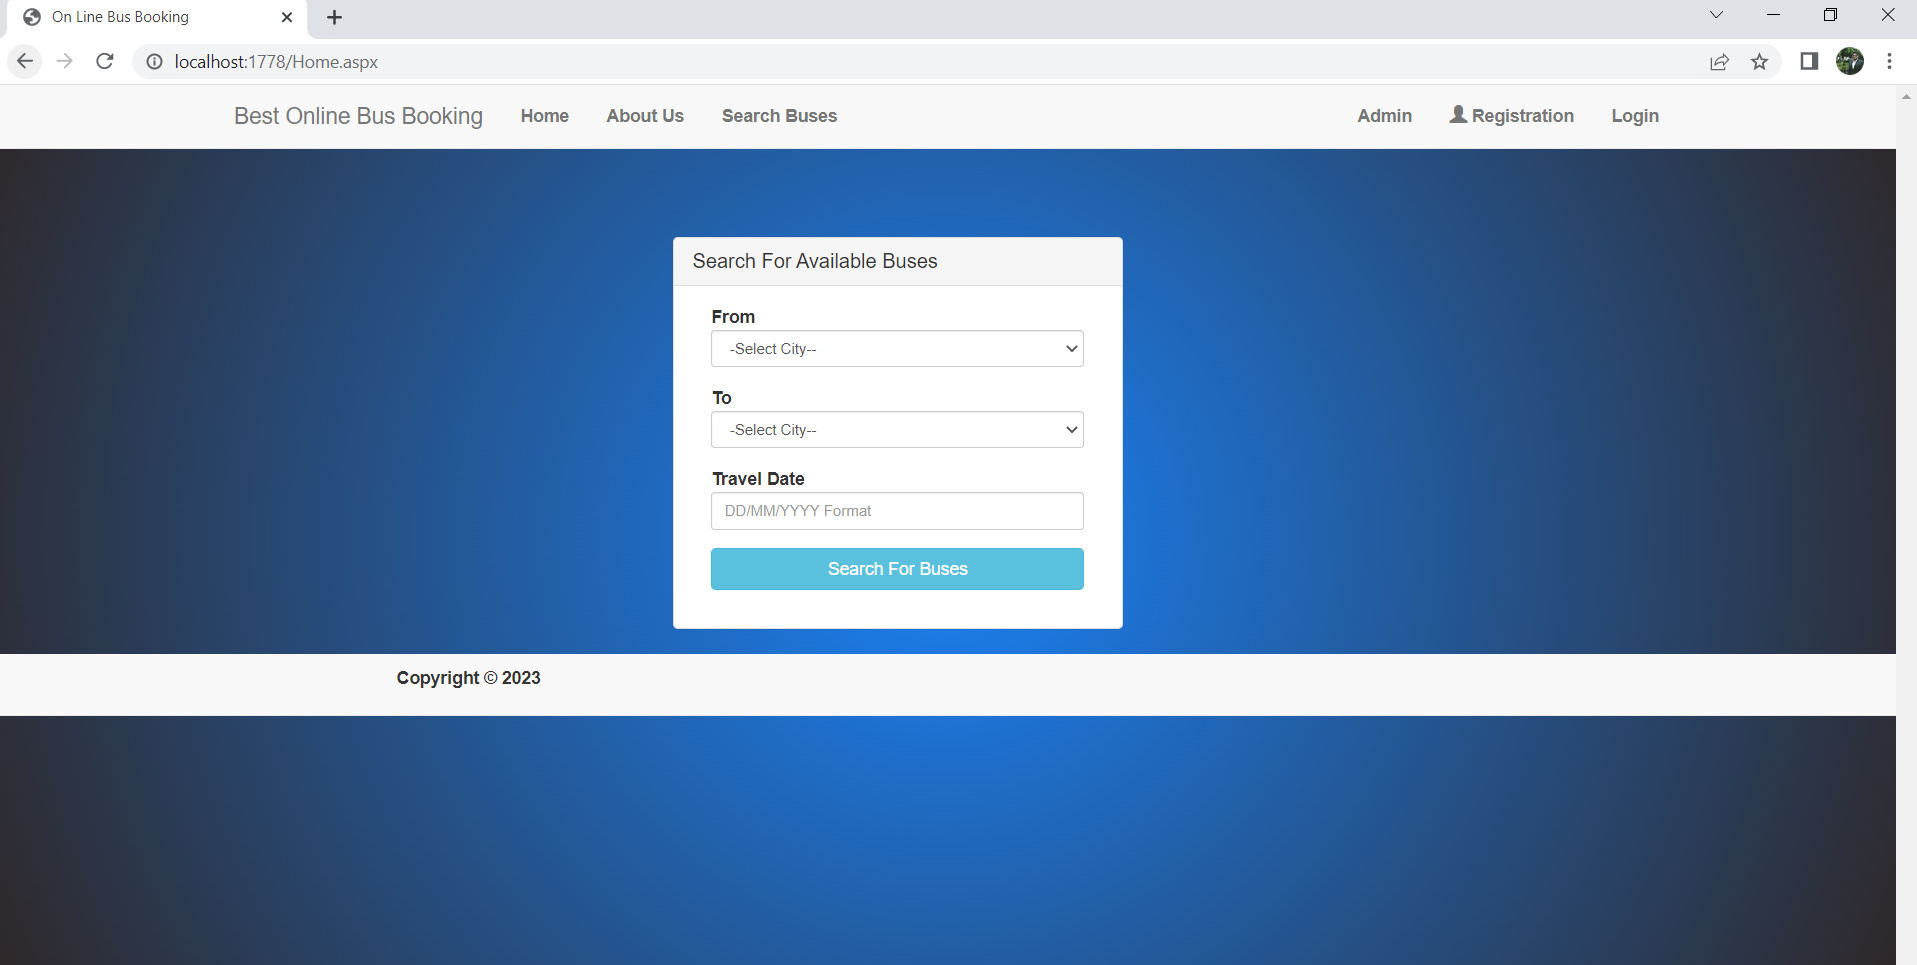 On Line Bus Booking
localhost:1778/Home.aspx
Best Online Bus Booking Home About Us Search Buses Admin Registration Login
Search For Available Buses
From
-Select City--
To
-Select City--
Travel Date
DD/MM/YYYY Format
Search For Buses
Copyright © 2023